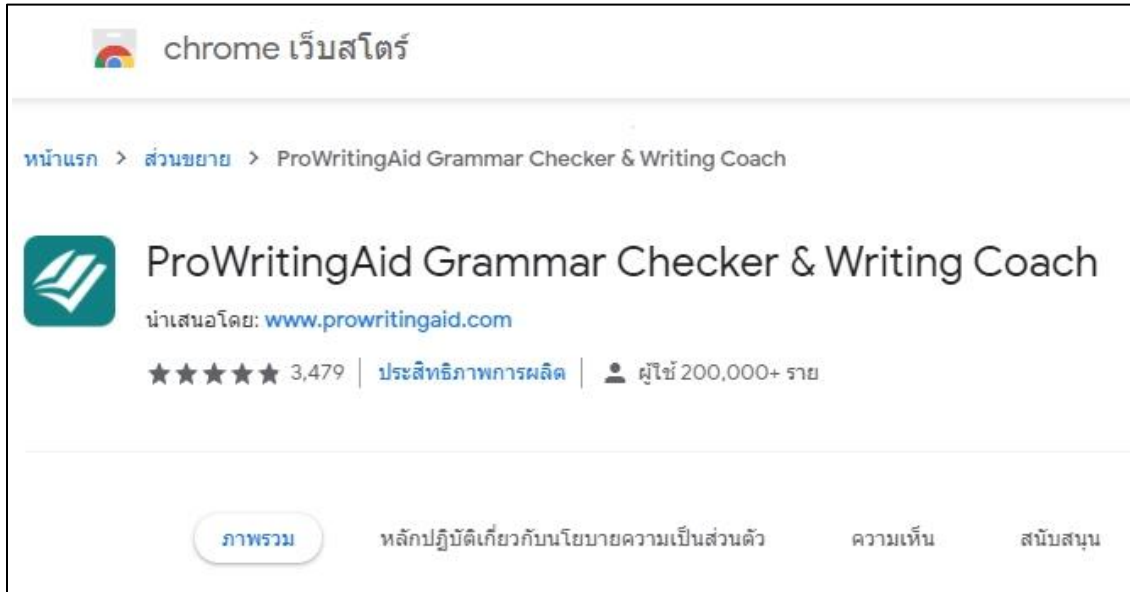 chrome เว็บสโตร์
หน้าแรก > ส่วนขยาย > ProWritingAid Grammar Checker & Writing Coach
ProWritingAid Grammar Checker & Writing Coach
นำเสนอโดย: www.prowritingaid.com
★★★★★ 3,479 | ประสิทธิภาพการผลิต | ผู้ใช้ 200,000+ ราย
ภาพรวม หลักปฏิบัติเกี่ยวกับนโยบายความเป็นส่วนตัว ความเห็น สนับสนุน